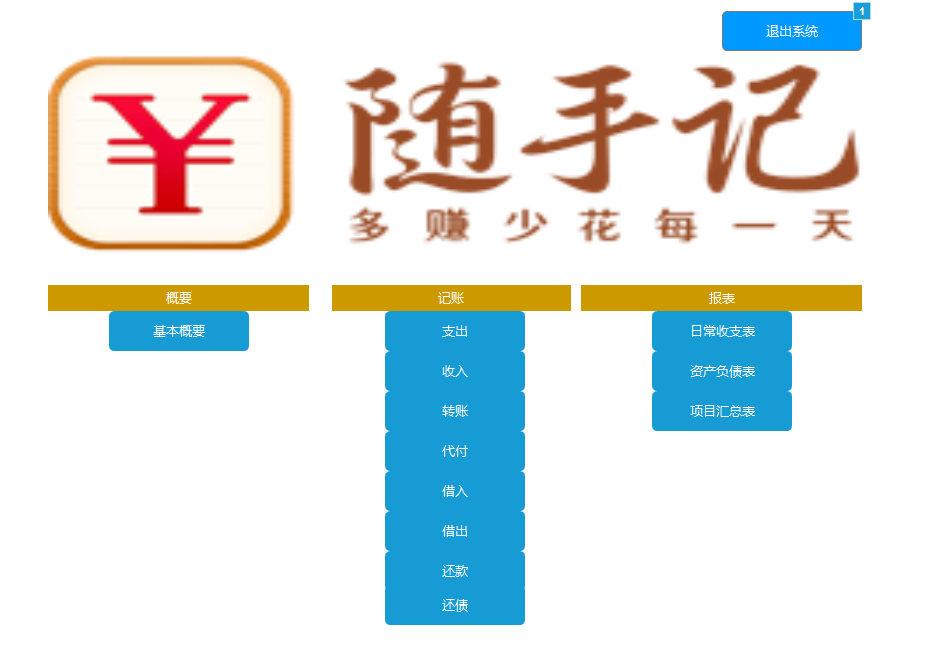 1
退出系统
¥
随手记
多赚少花每一天
概要
记账
报表
基本概要
支出
日常收支表
收入
资产负债表
转账
项目汇总表
代付
借入
借出
还款
还债